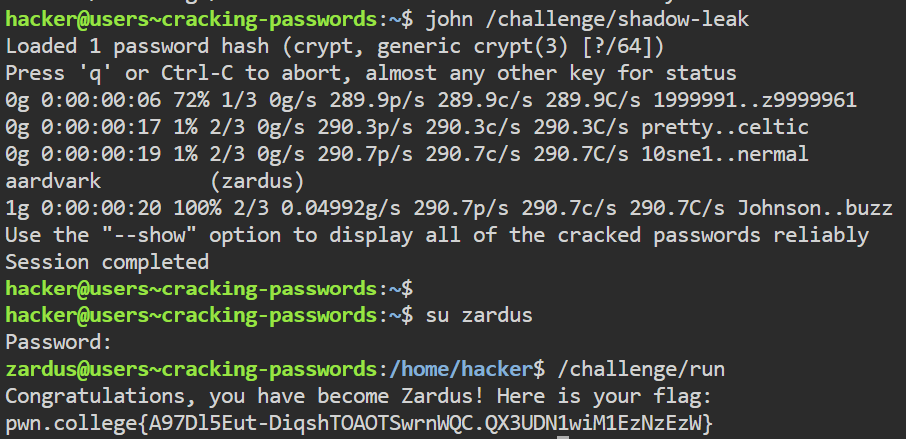 hacker@users~cracking-passwords:~$ john /challenge/shadow-leak
Loaded 1 password hash (crypt, generic crypt(3) [?/64])
Press 'q' or Ctrl-C to abort, almost any other key for status
0g 0:00:00:06 72% 1/3 0g/s 289.9p/s 289.9c/s 289.9C/s 1999991..z9999961
0g 0:00:00:17 1% 2/3 0g/s 290.3p/s 290.3c/s 290.3C/s pretty..celtic
0g 0:00:00:19 1% 2/3 0g/s 290.7p/s 290.7c/s 290.7C/s 10sne1..nermal
aardvark         (zardus)
1g 0:00:00:20 100% 2/3 0.04992g/s 290.7p/s 290.7c/s 290.7C/s Johnson..buzz
Use the "--show" option to display all of the cracked passwords reliably
Session completed
hacker@users~cracking-passwords:~$
hacker@users~cracking-passwords:~$ su zardus
Password:
zardus@users~cracking-passwords:/home/hacker$ /challenge/run
Congratulations, you have become Zardus! Here is your flag:
pwn.college{A97Dl5Eut-DiqshTOAOTSwrnWQC.QX3UDN1wiM1EzNzEzW}